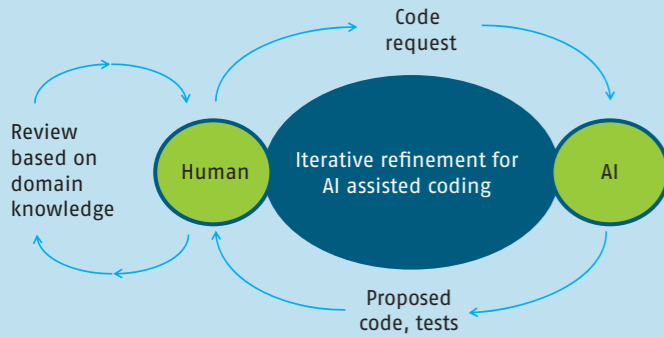 Code
request
Review
based on
domain
knowledge
Human
Iterative refinement for
AI assisted coding
AI
Proposed
code, tests